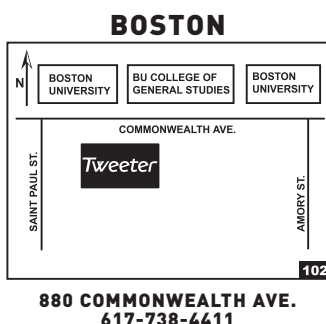 BOSTON
N
BOSTON
UNIVERSITY
BU COLLEGE OF
GENERAL STUDIES
BOSTON
UNIVERSITY
COMMONWEALTH AVE.
SAINT PAUL ST.
Tweeter
AMORY ST.
102
880 COMMONWEALTH AVE.
617-738-4411